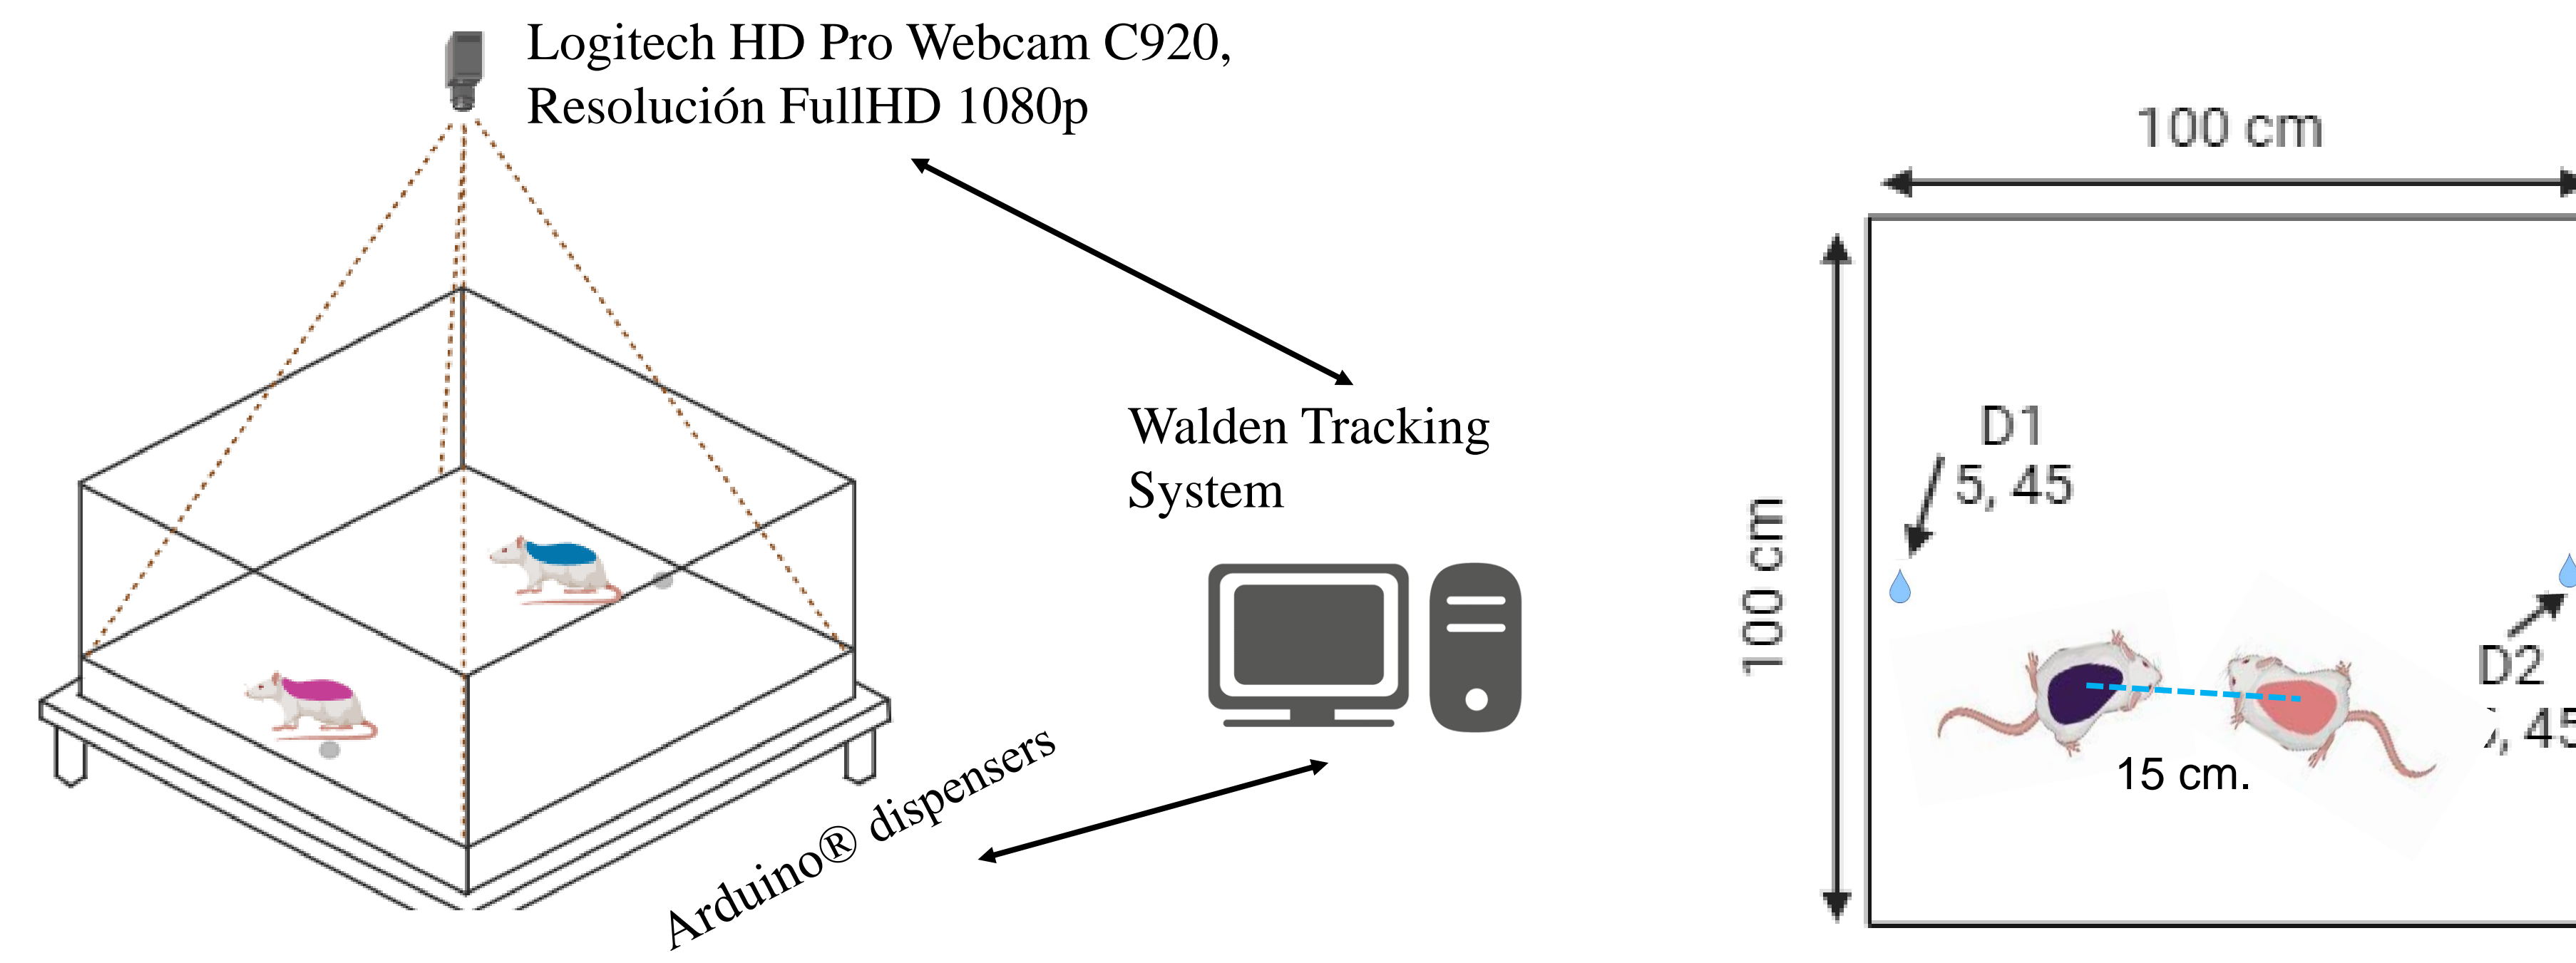 Logitech HD Pro Webcam C920,
Resolución FullHD 1080p
Walden Tracking
System
Arduino® dispensers
100 cm
100 cm
D1
5, 45
D2
, 45
15 cm.